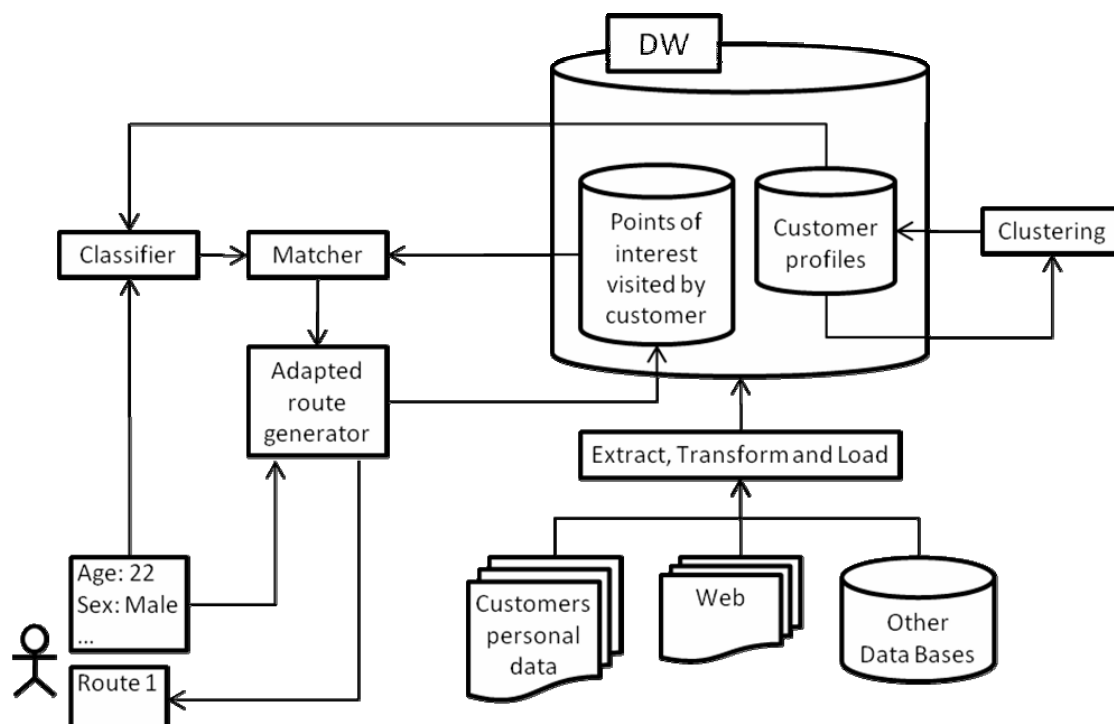 DW
Points of
interest
visited by
customer
Customer
profiles
Clustering
Classifier
Matcher
Adapted
route
generator
Extract, Transform and Load
Age: 22
Sex: Male
...
Customers
personal
data
Web
Other
Data Bases
Route 1